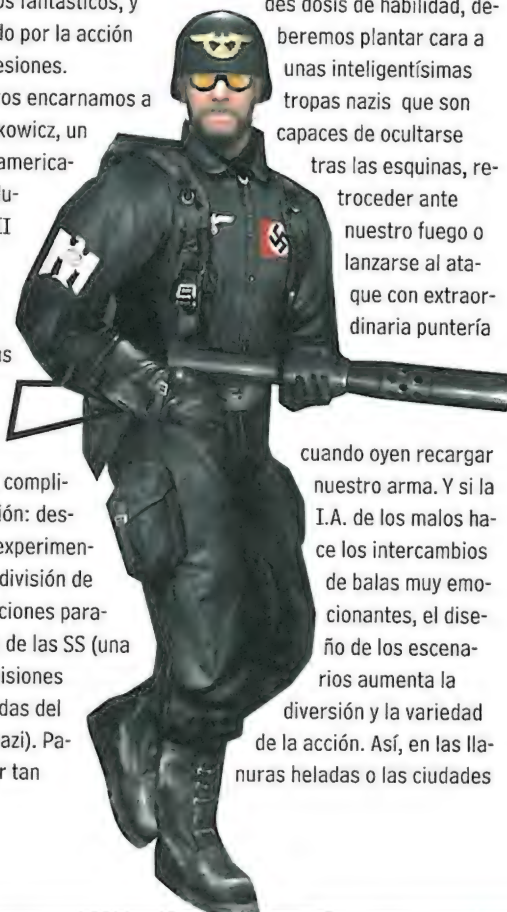 os fantásticos, y
do por la acción
esiones.
os encarnamos a
kowicz, un
america-
du-
II
us
compli-
ión: des-
experimen-
división de
ciones para-
de las SS (una
isiones
das del
azi). Pa-
r tan
des dosis de habilidad, de-
beremos plantar cara a
unas inteligentísimas
tropas nazis que son
capaces de ocultarse
tras las esquinas, re-
troceder ante
nuestro fuego o
lanzarse al ata-
que con extraor-
dinaria puntería
cuando oyen recargar
nuestro arma. Y si la
I.A. de los malos ha-
ce los intercambios
de balas muy emo-
cionantes, el dise-
ño de los escena-
rios aumenta la
diversión y la variedad
de la acción. Así, en las lla-
nuras heladas o las ciudades